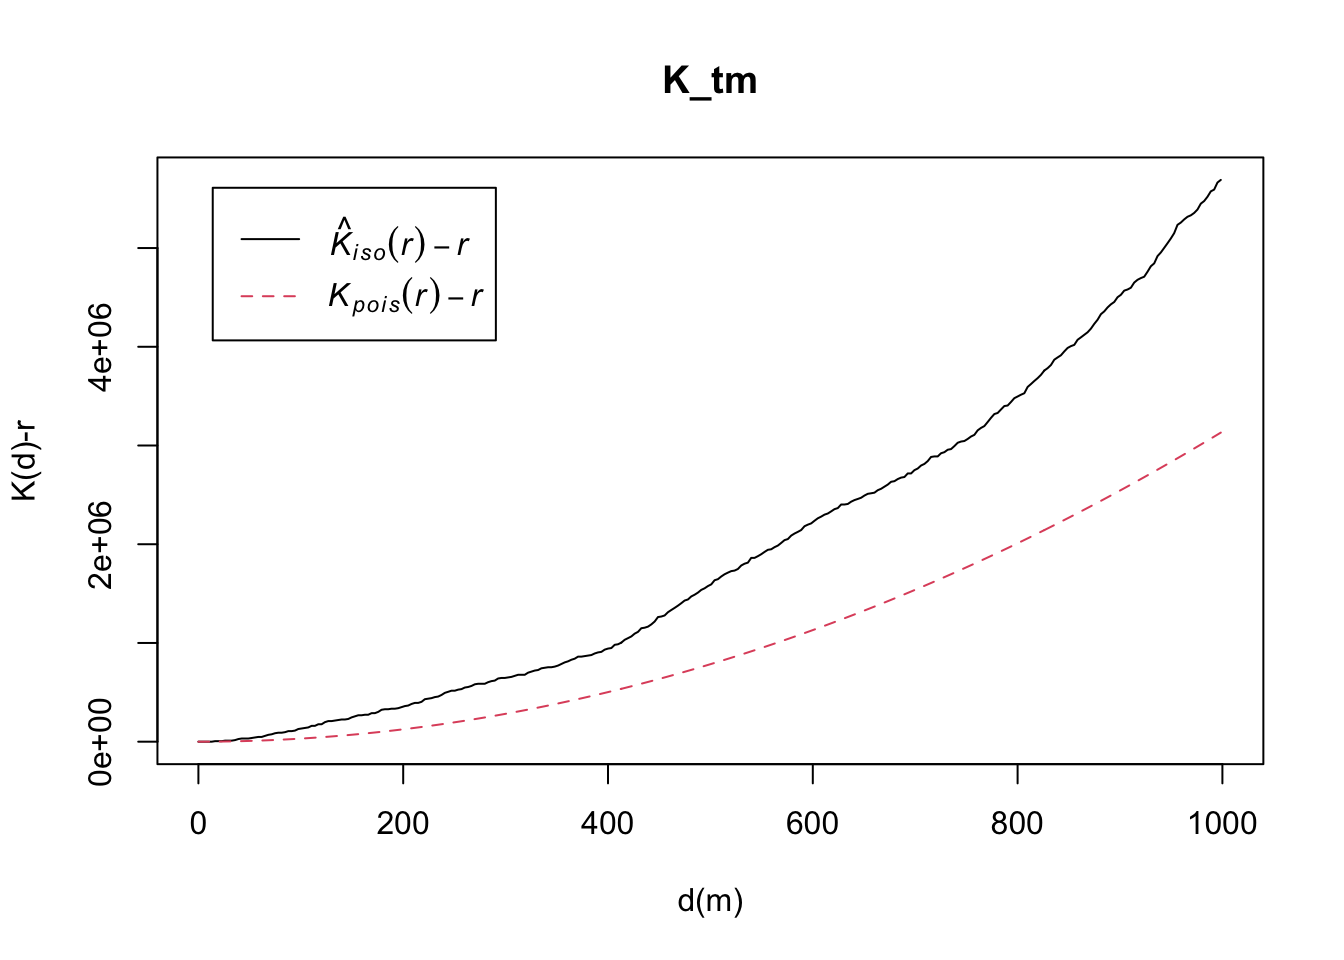 K_tm
K̂iso(r) − r
Kpois(r) − r
K(d)-r
0e+00 2e+06 4e+06
0 200 400 600 800 1000
d(m)